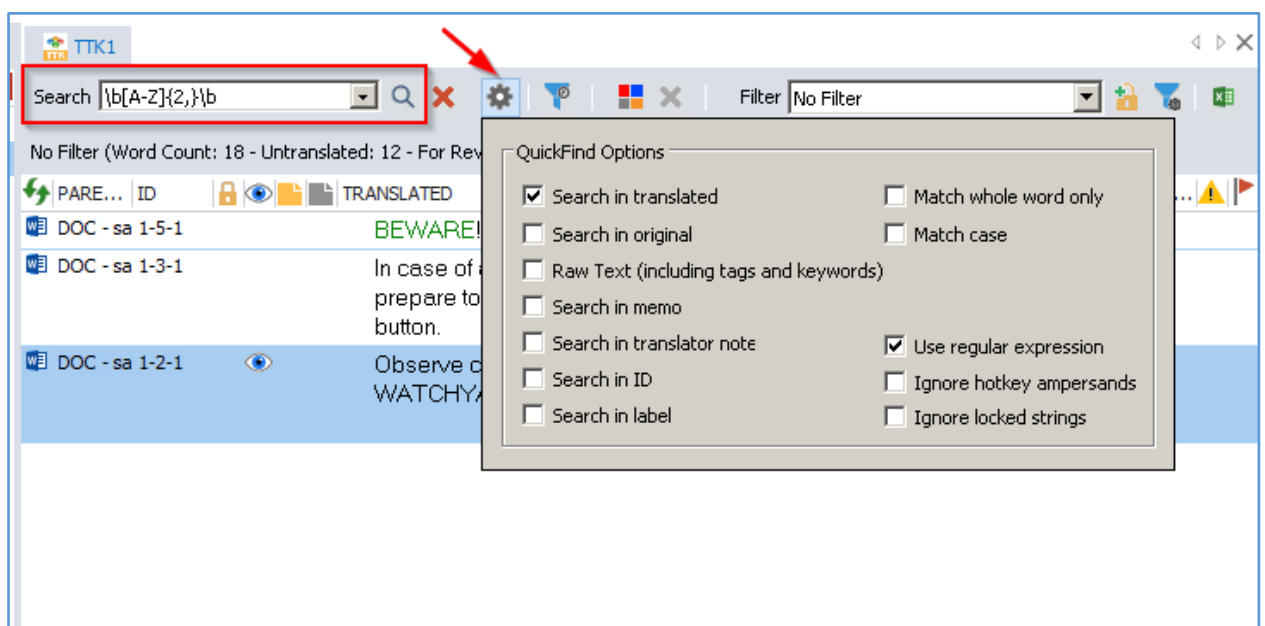 TTK1
Search \b[A-Z]{2,}\b Filter No Filter
No Filter (Word Count: 18 - Untranslated: 12 - For Rev
QuickFind Options
PARE... ID TRANSLATED ...
Search in translated Match whole word only
DOC - sa 1-5-1 BEWARE!
Search in original Match case
DOC - sa 1-3-1 In case of
Raw Text (including tags and keywords)
prepare to
Search in memo
button.
Search in translator note Use regular expression
DOC - sa 1-2-1 Observe
Search in ID Ignore hotkey ampersands
WATCHY
Search in label Ignore locked strings